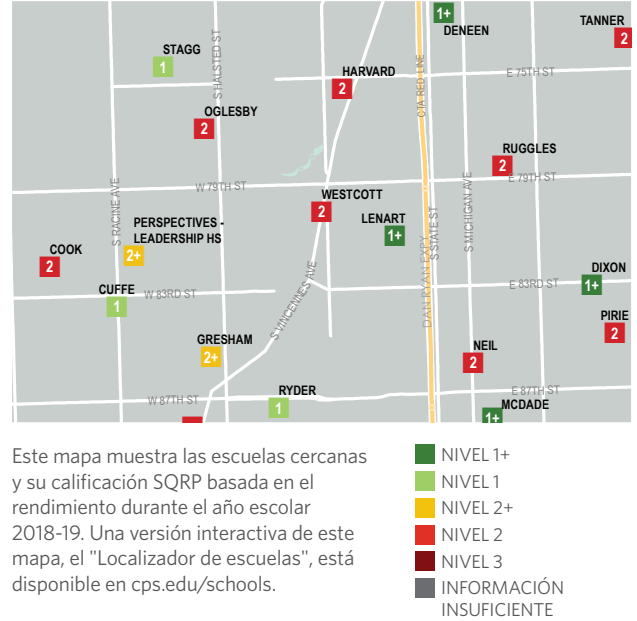 1+
DENEEN
TANNER
2
STAGG
1
S HALSTED ST
HARVARD
2
CTA RED LINE
E 75TH ST
OGLESBY
2
RUGGLES
2
W 79TH ST
E 79TH ST
WESTCOTT
2
LENART
1+
S RACINE AVE
PERSPECTIVES -
LEADERSHIP HS
2+
S STATE ST
S MICHIGAN AVE
COOK
2
DIXON
1+
CUFFE
1
W 83RD ST
E 83RD ST
S VINCENNES AVE
DAN RYAN EXPY
PIRIE
2
GRESHAM
2+
NEIL
2
RYDER
1
W 87TH ST
E 87TH ST
MCDADE
1+
Este mapa muestra las escuelas cercanas
y su calificación SQRP basada en el
rendimiento durante el año escolar
2018-19. Una versión interactiva de este
mapa, el "Localizador de escuelas", está
disponible en cps.edu/schools.
NIVEL 1+
NIVEL 1
NIVEL 2+
NIVEL 2
NIVEL 3
INFORMACIÓN
INSUFICIENTE